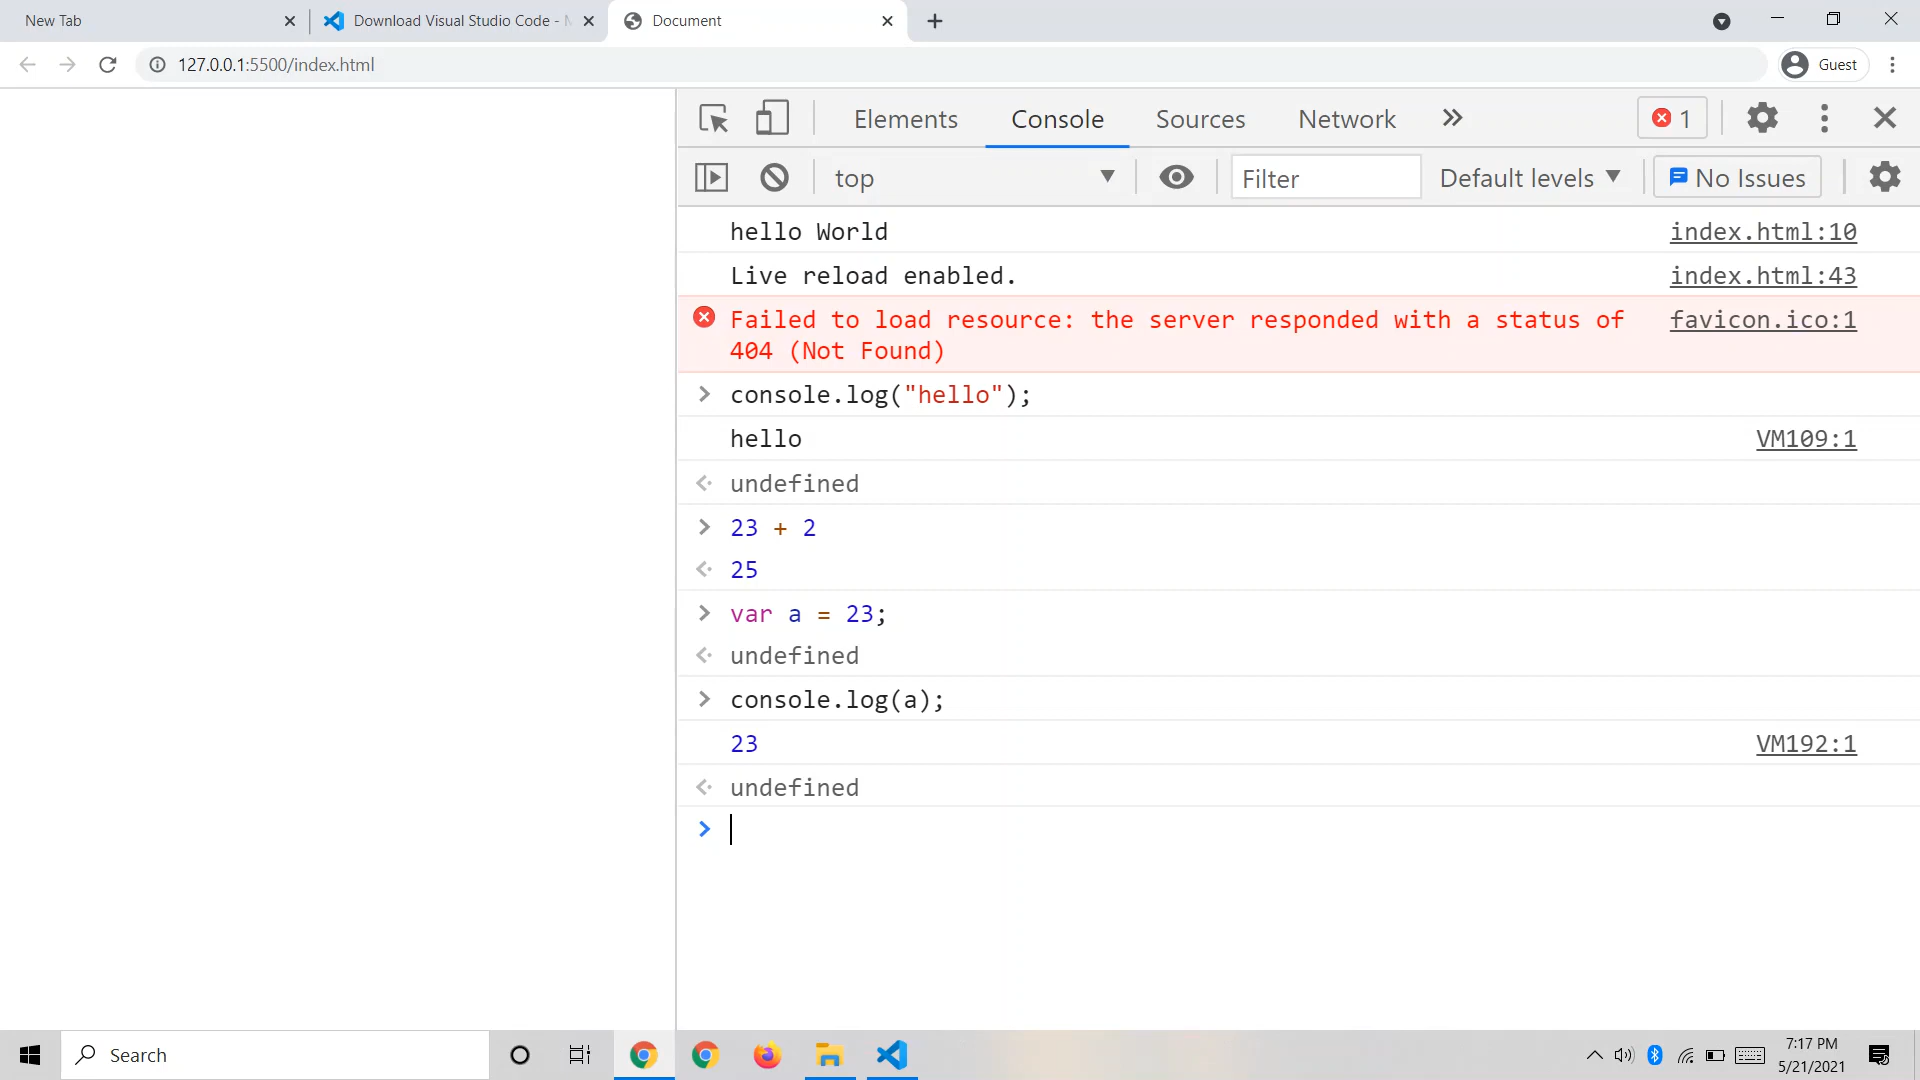 New Tab
Download Visual Studio Code -
Document
127.0.0.1:5500/index.html
Guest
Elements
Console
Sources
Network
1
top
Filter
Default levels
No Issues
hello World index.html:10
Live reload enabled. index.html:43
Failed to load resource: the server responded with a status of favicon.ico:1
404 (Not Found)
console.log("hello");
hello VM109:1
undefined
23 + 2
25
var a = 23;
undefined
console.log(a);
23 VM192:1
undefined
Search
7:17 PM
5/21/2021